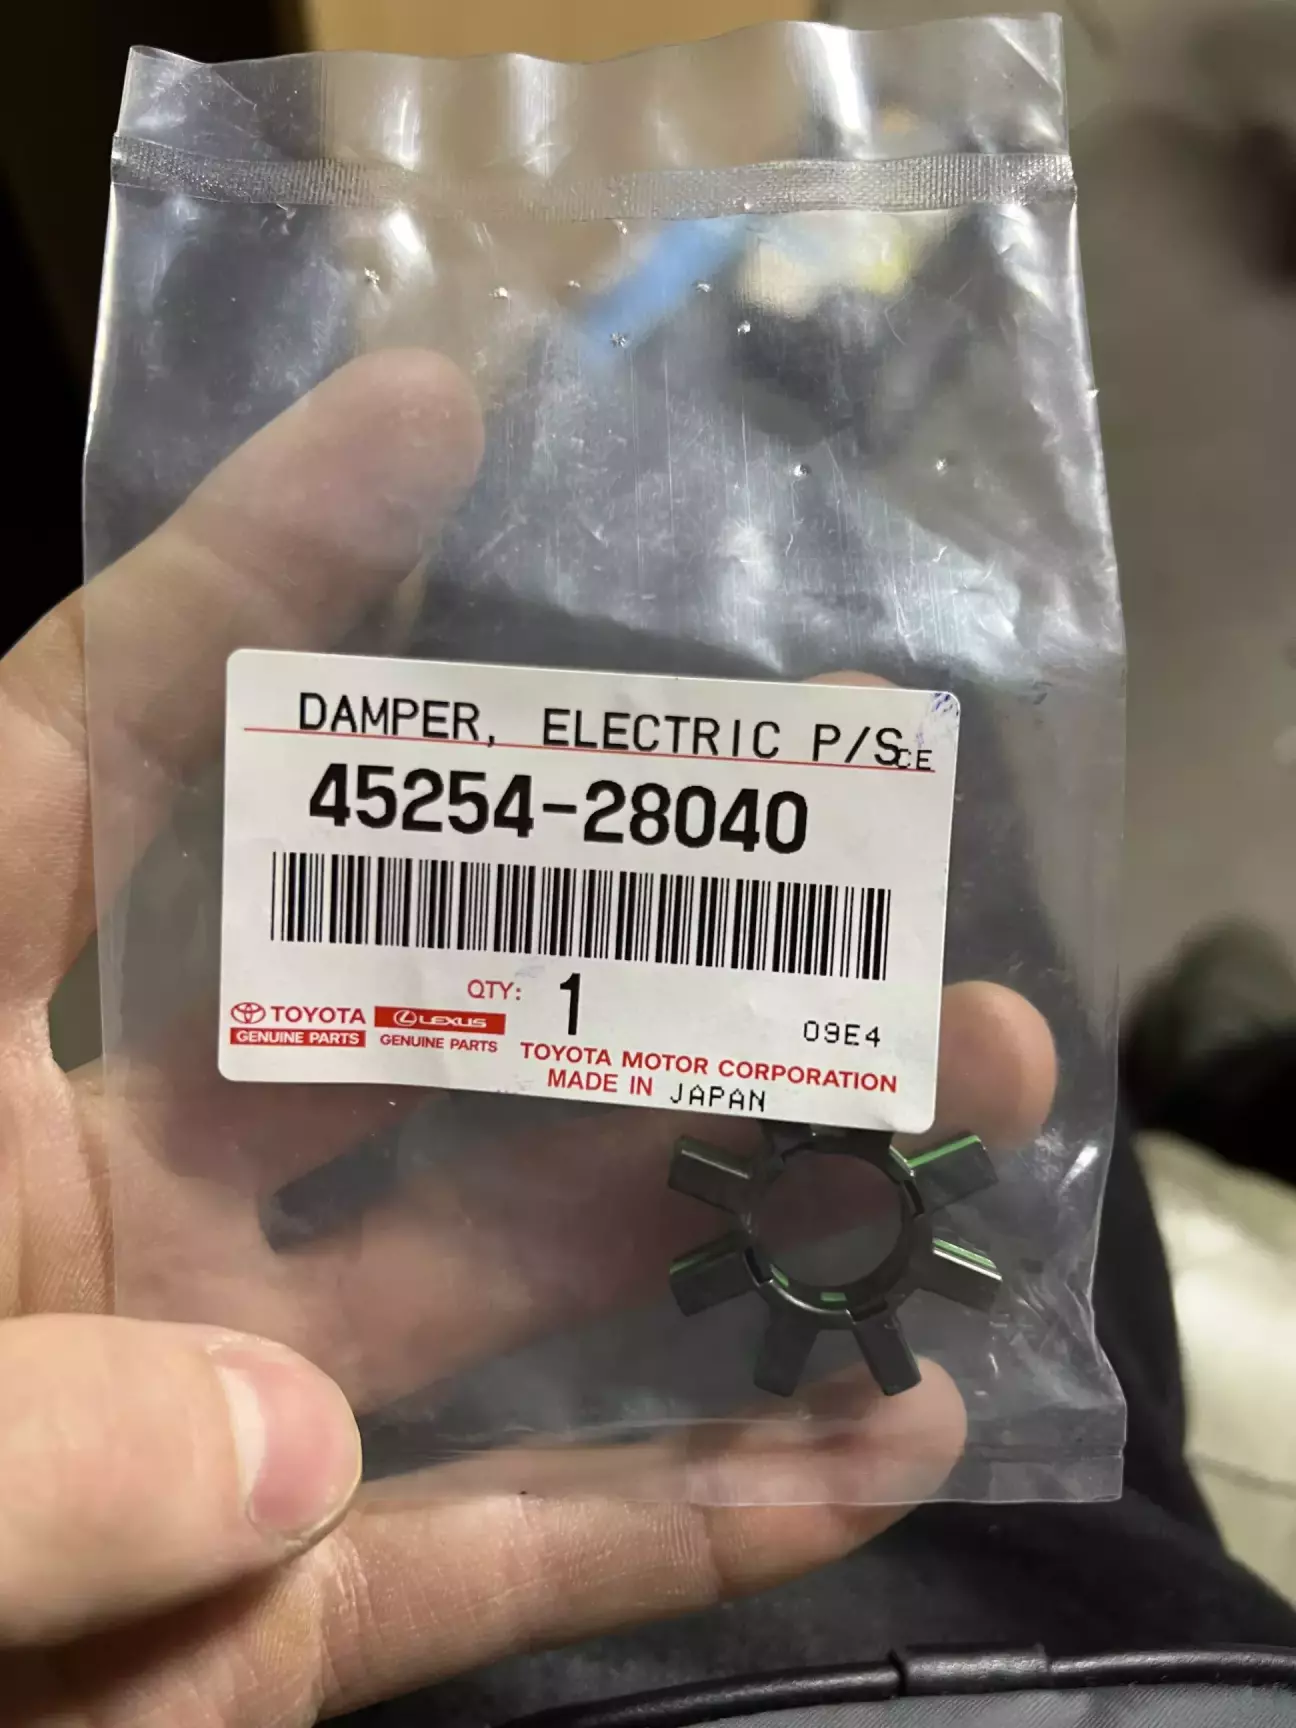 DAMPER, ELECTRIC P/S CE
45254-28040
QTY: 1
TOYOTA
GENUINE PARTS
LEXUS
GENUINE PARTS
09E4
TOYOTA MOTOR CORPORATION
MADE IN JAPAN